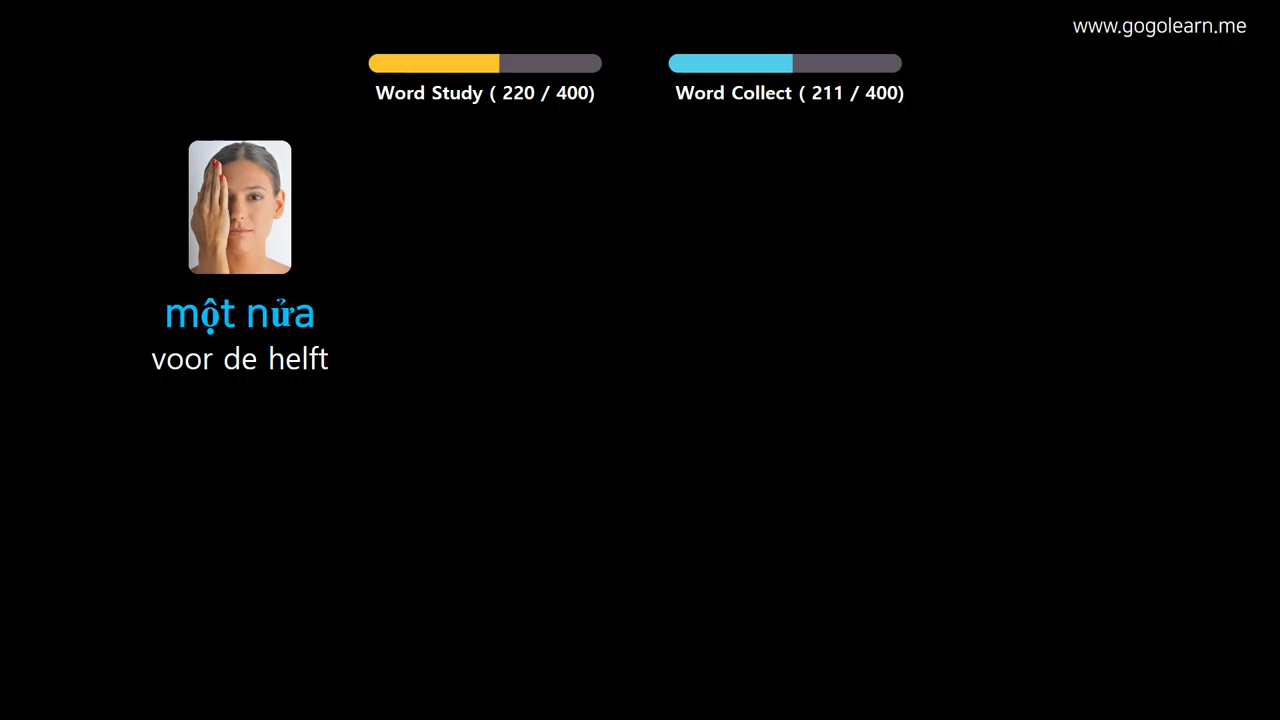 www.gogolearn.me
Word Study ( 220 / 400)
Word Collect ( 211 / 400)
một nửa
voor de helft